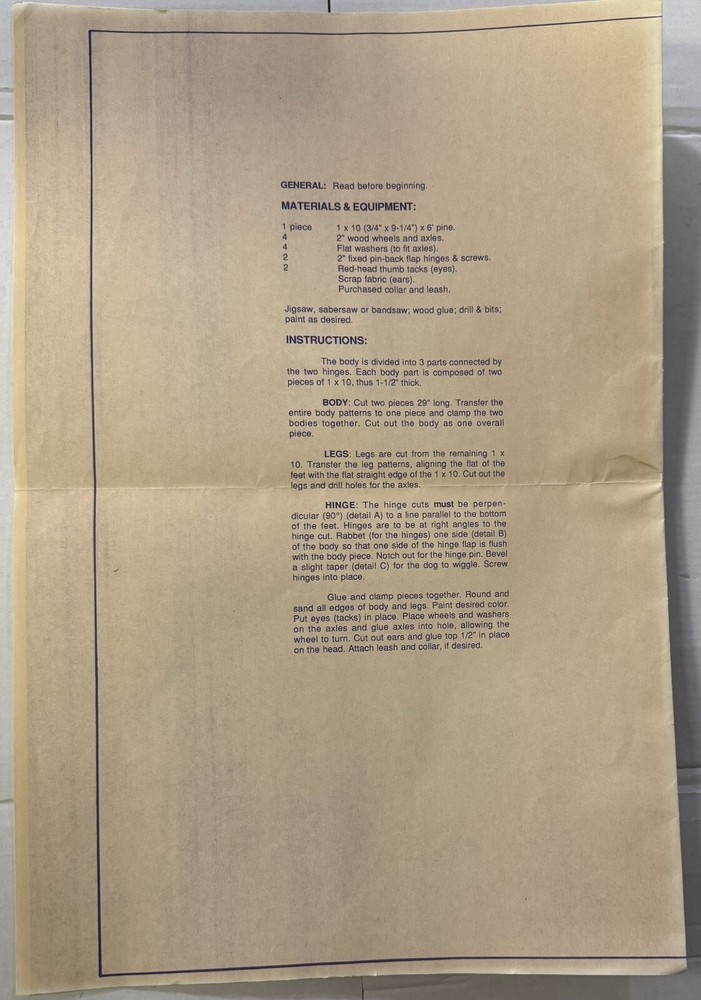 GENERAL: Read before beginning.
MATERIALS & EQUIPMENT:
1 piece 1 x 10 (3/4" x 9-1/4") x 6' pine.
4 2" wood wheels and axles.
4 Flat washers (to fit axles).
2 2" fixed pin-back flap hinges & screws.
2 Red-head thumb tacks (eyes).
Scrap fabric (ears).
Purchased collar and leash.
Jigsaw, sabersaw or bandsaw; wood glue; drill & bits;
paint as desired.
INSTRUCTIONS:
The body is divided into 3 parts connected by
the two hinges. Each body part is composed of two
pieces of 1 x 10, thus 1-1/2" thick.
BODY: Cut two pieces 29" long. Transfer the
entire body patterns to one piece and clamp the two
bodies together. Cut out the body as one overall
piece.
LEGS: Legs are cut from the remaining 1 x
10. Transfer the leg patterns, aligning the flat of the
feet with the flat straight edge of the 1 x 10. Cut out the
legs and drill holes for the axles.
HINGE: The hinge cuts must be perpen-
dicular (90°) (detail A) to a line parallel to the bottom
of the feet. Hinges are to be at right angles to the
hinge cut. Rabbet (for the hinges) one side (detail B)
of the body so that one side of the hinge flap is flush
with the body piece. Notch out for the hinge pin. Bevel
a slight taper (detail C) for the dog to wiggle. Screw
hinges into place.
Glue and clamp pieces together. Round and
sand all edges of body and legs. Paint desired color.
Put eyes (tacks) in place. Place wheels and washers
on the axles and glue axles into hole, allowing the
wheel to turn. Cut out ears and glue top 1/2" in place
on the head. Attach leash and collar, if desired.